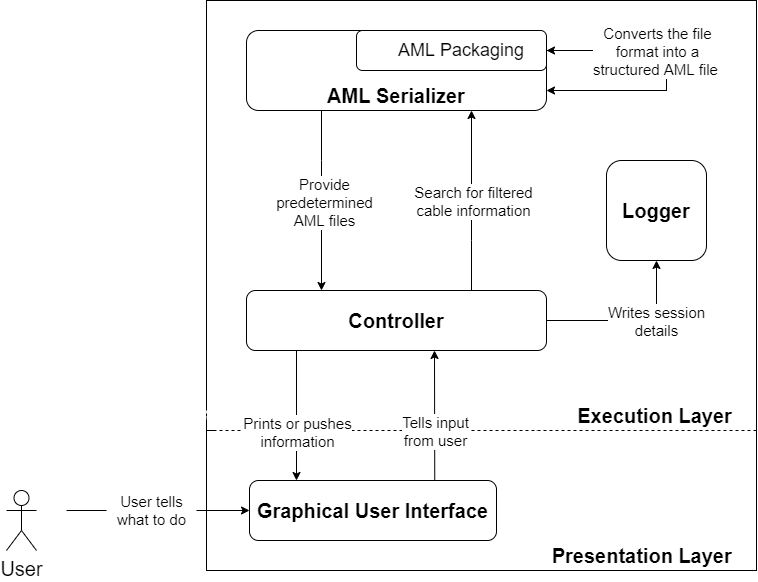 AML Packaging
Converts the file
format into a
structured AML file
AML Serializer
Provide
predetermined
AML files
Search for filtered
cable information
Logger
Controller
Writes session
details
Prints or pushes
information
Tells input
from user
Execution Layer
User tells
what to do
Graphical User Interface
User
Presentation Layer